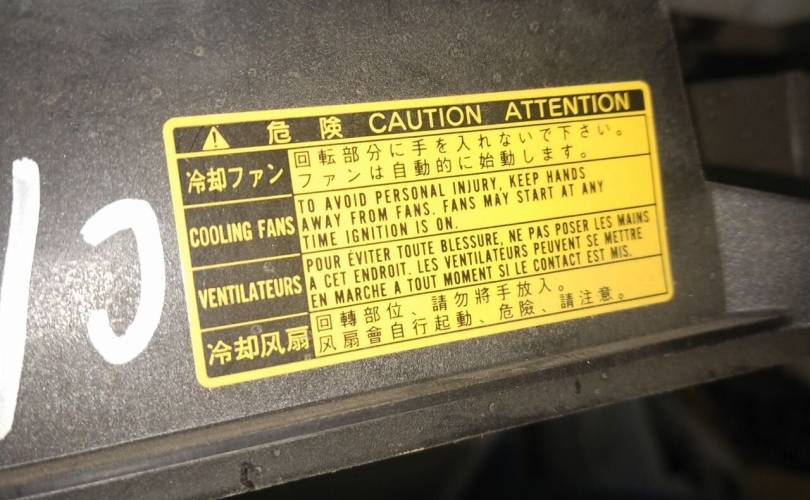 危険 CAUTION ATTENTION
冷却ファン
回転部分に手を入れないで下さい。
ファンは自動的に始動します。
COOLING FANS
TO AVOID PERSONAL INJURY, KEEP HANDS
AWAY FROM FANS. FANS MAY START AT ANY
TIME IGNITION IS ON.
VENTILATEURS
POUR ÉVITER TOUTE BLESSURE, NE PAS POSER LES MAINS
A CET ENDROIT. LES VENTILATEURS PEUVENT SE METTRE
EN MARCHE A TOUT MOMENT SI LE CONTACT EST MIS.
冷却风扇
回轉部位、請勿將手放入。
风扇會自行起動、危險、請注意。